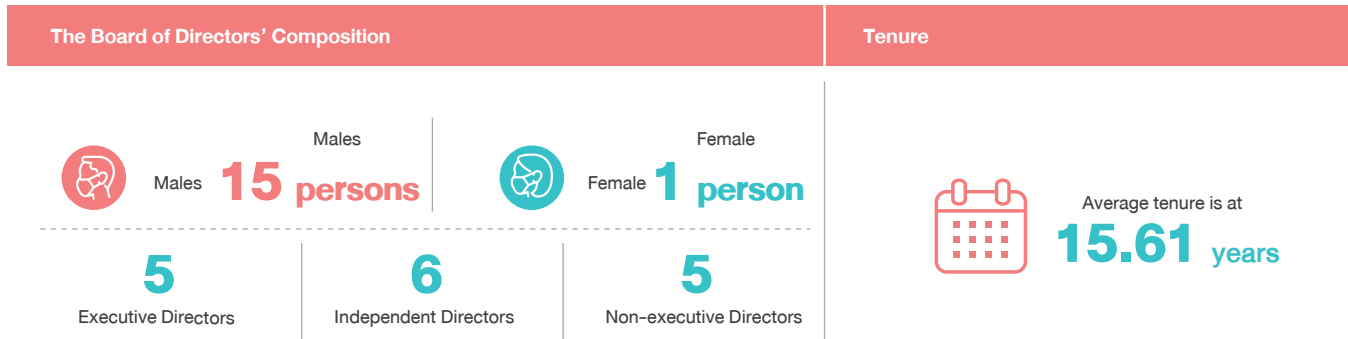 The Board of Directors' Composition
Tenure
Males
Males 15 persons
Female
Female 1 person
5
Executive Directors
6
Independent Directors
5
Non-executive Directors
Average tenure is at
15.61 years